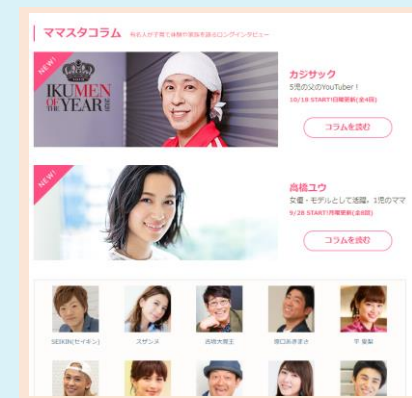 ママスタコラム
有名人が子育て体験や家族を語るロングインタビュー
NEW!
IKUMEN
OF THE YEAR 2020
カジサック
5児の父のYouTuber！
10/18 START!日曜更新(全4回)
コラムを読む
NEW!
高橋ユウ
女優・モデルとして活躍。1児のママ
9/28 START!月曜更新(全8回)
コラムを読む
SEIKIN(セイキン)
スザンヌ
古坂大魔王
塚口あきまさ
平 愛梨